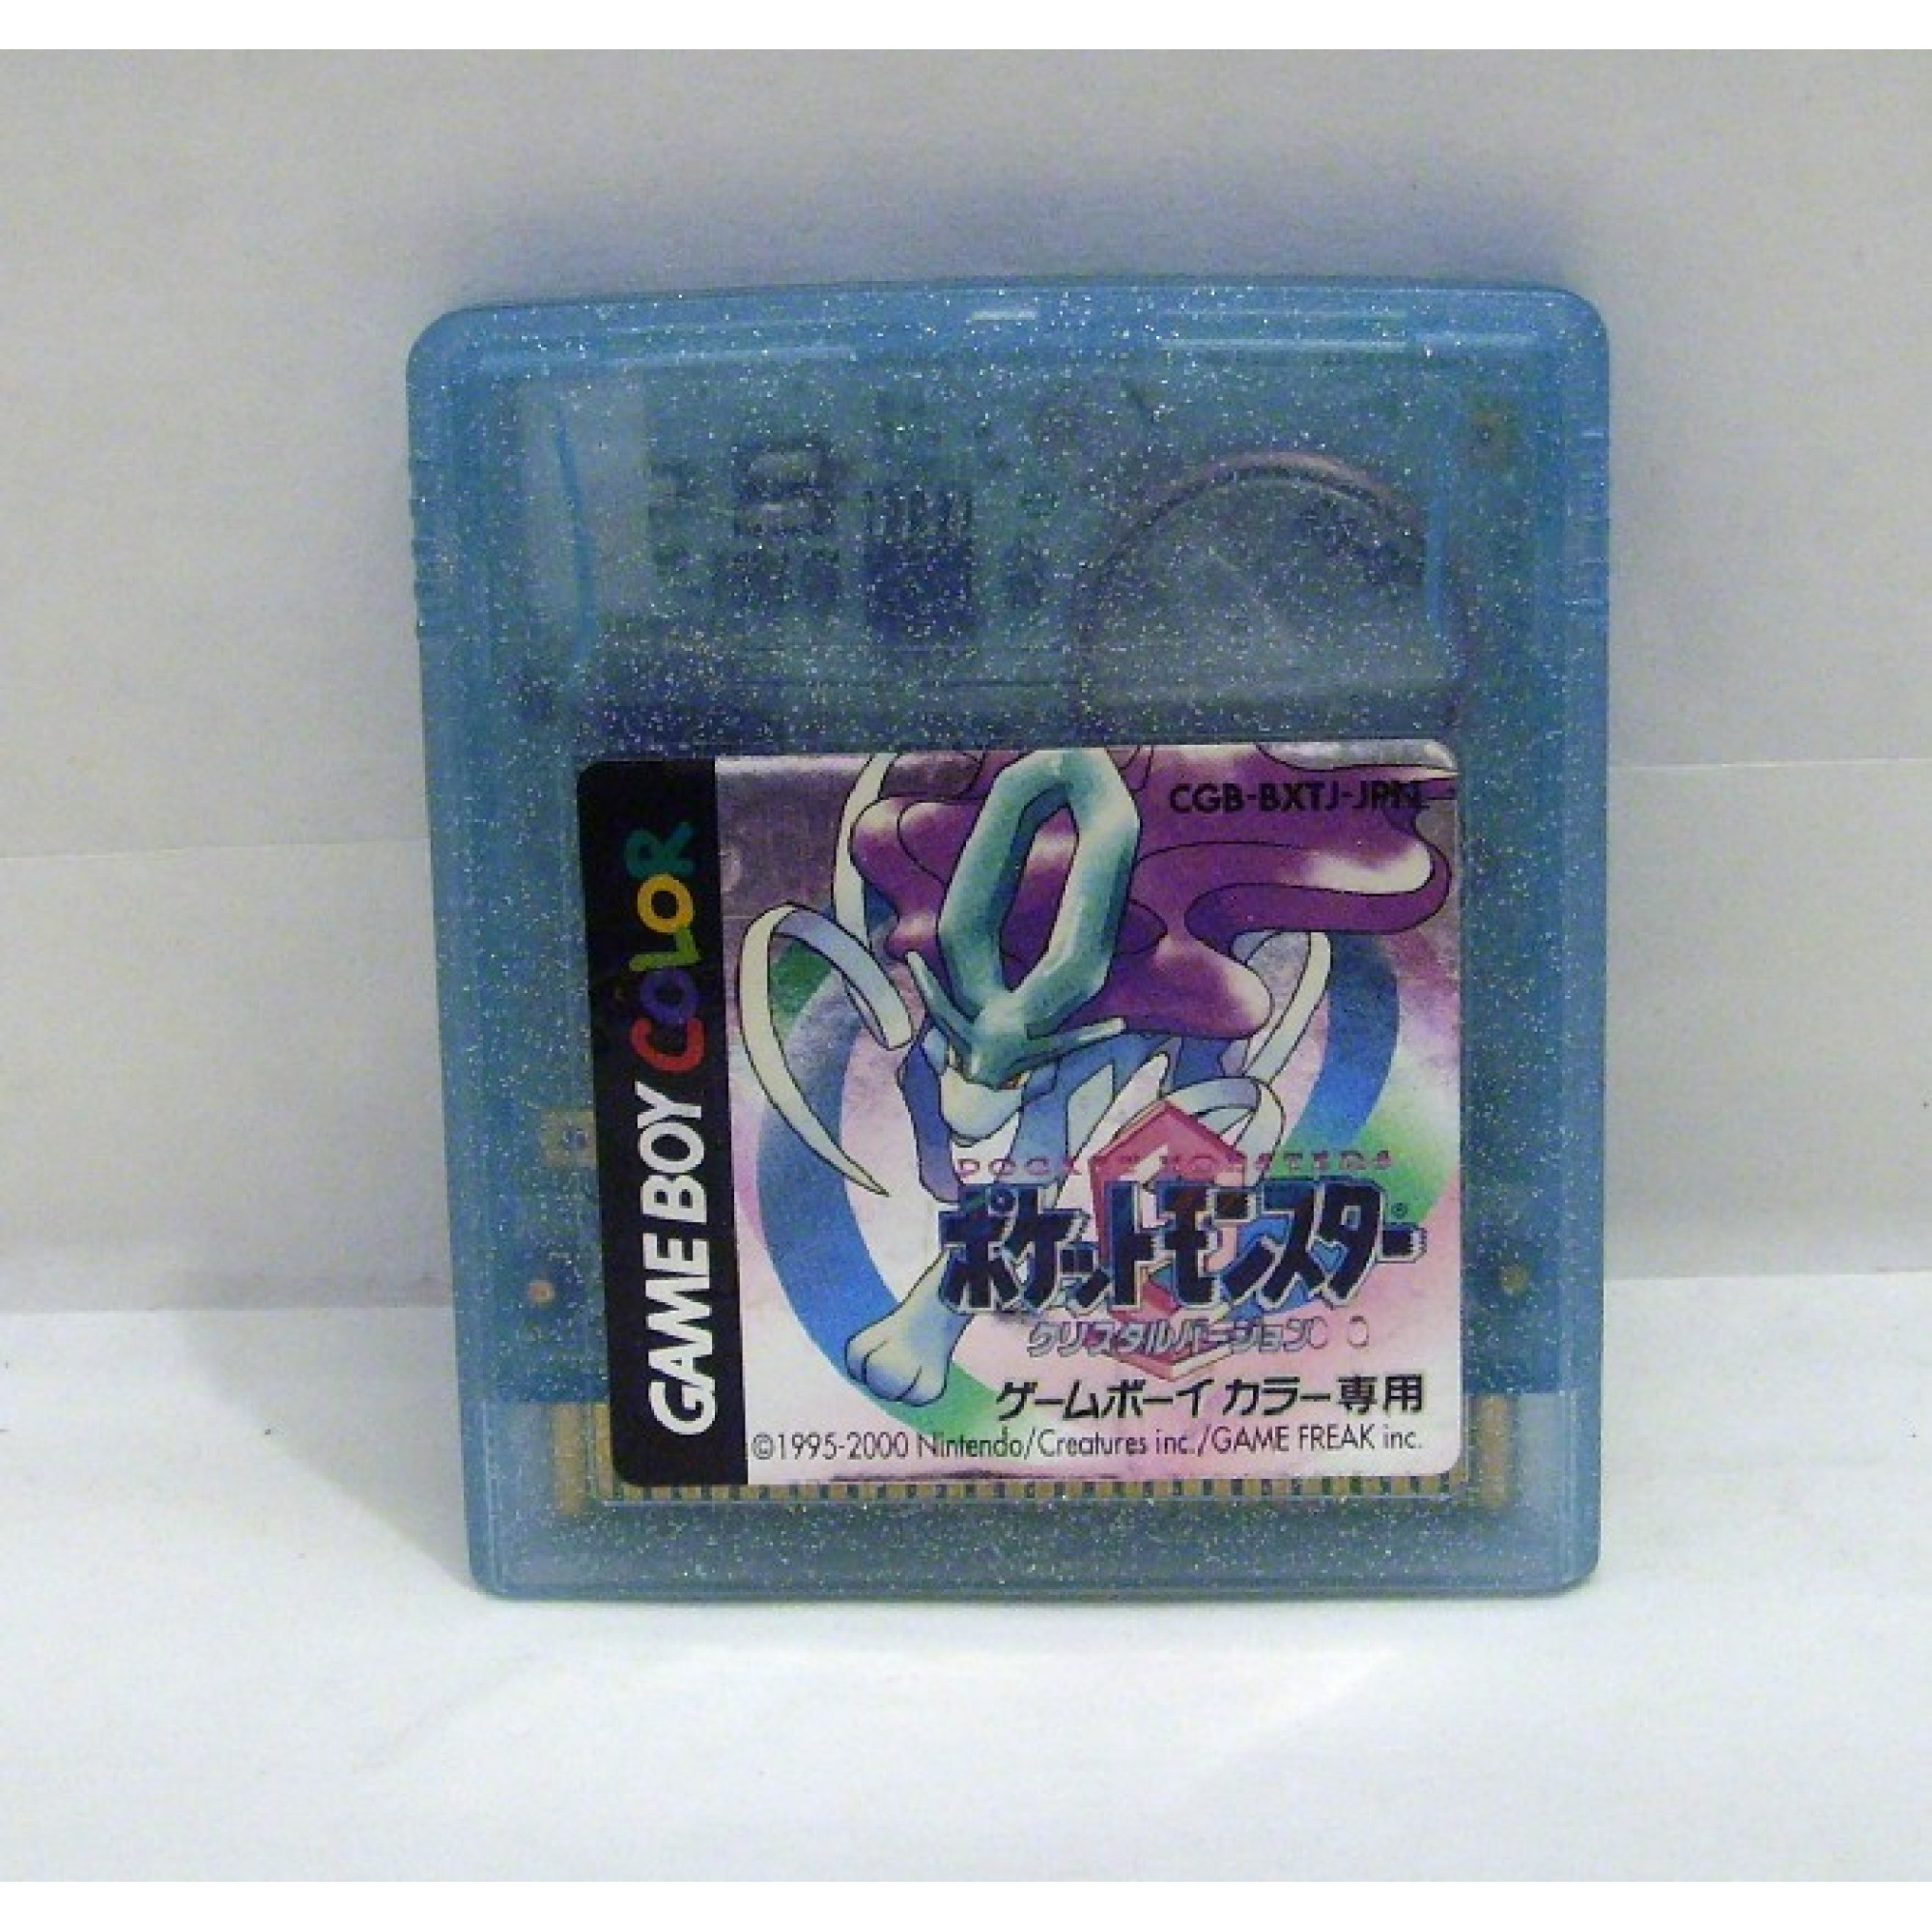 CGB-BXTJ-JPN
GAME BOY COLOR
POCKET MONSTERS
ポケットモンスター
クリスタルバージョン
ゲームボーイカラー専用
©1995-2000 Nintendo/Creatures inc./GAME FREAK inc.